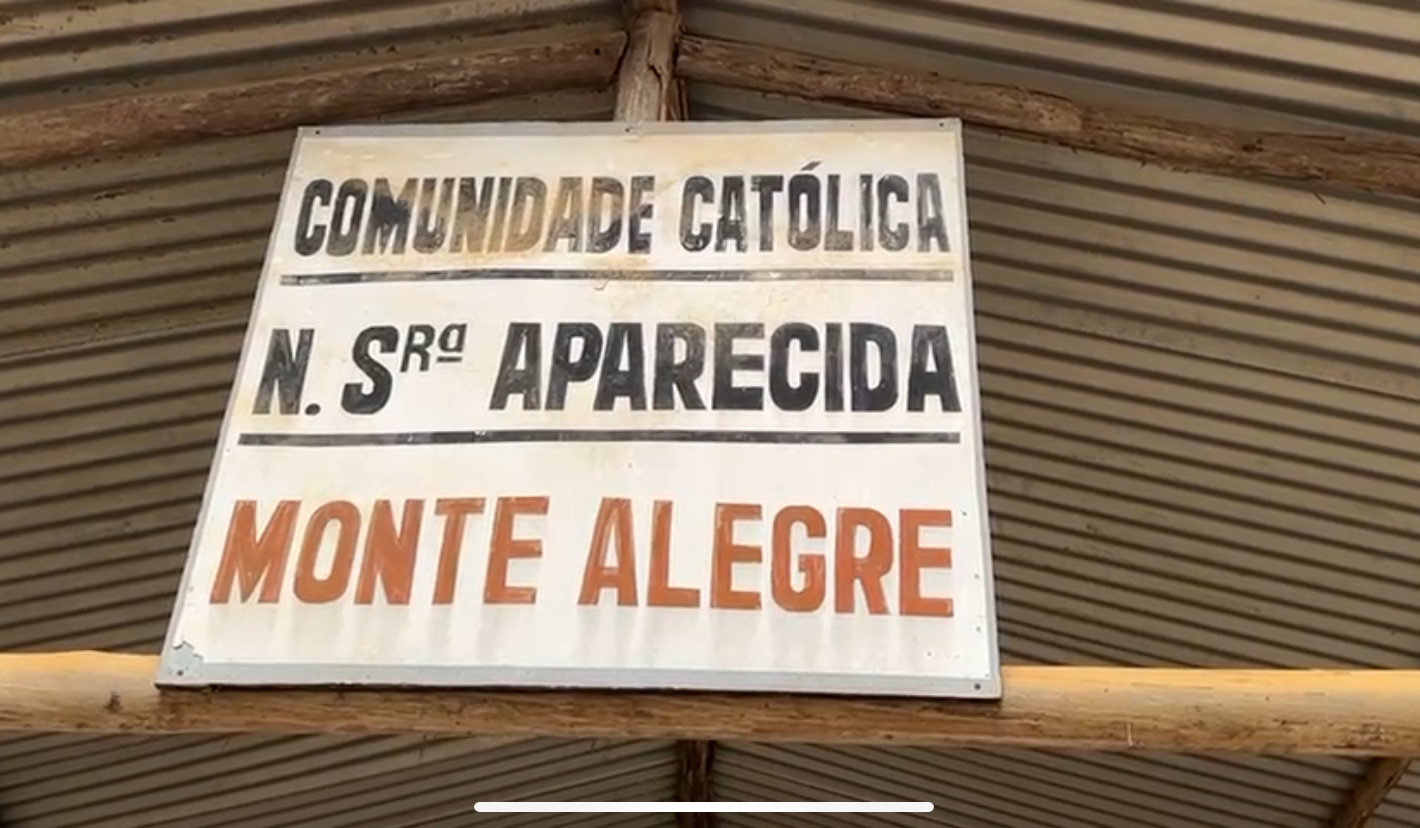 COMUNIDADE CATÓLICA
N. SRª APARECIDA
MONTE ALEGRE